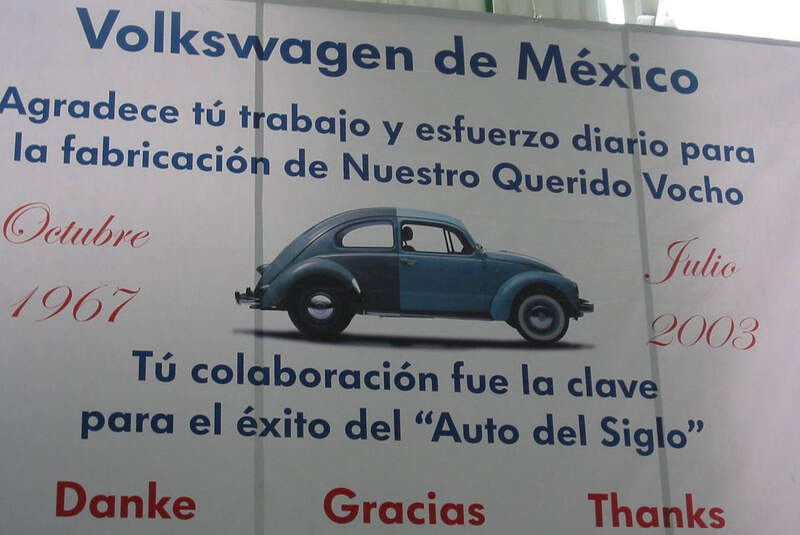 Volkswagen de México
Agradece tú trabajo y esfuerzo diario para
la fabricación de Nuestro Querido Vocho
Octubre
1967
Julio
2003
Tú colaboración fue la clave
para el éxito del “Auto del Siglo”
Danke Gracias Thanks